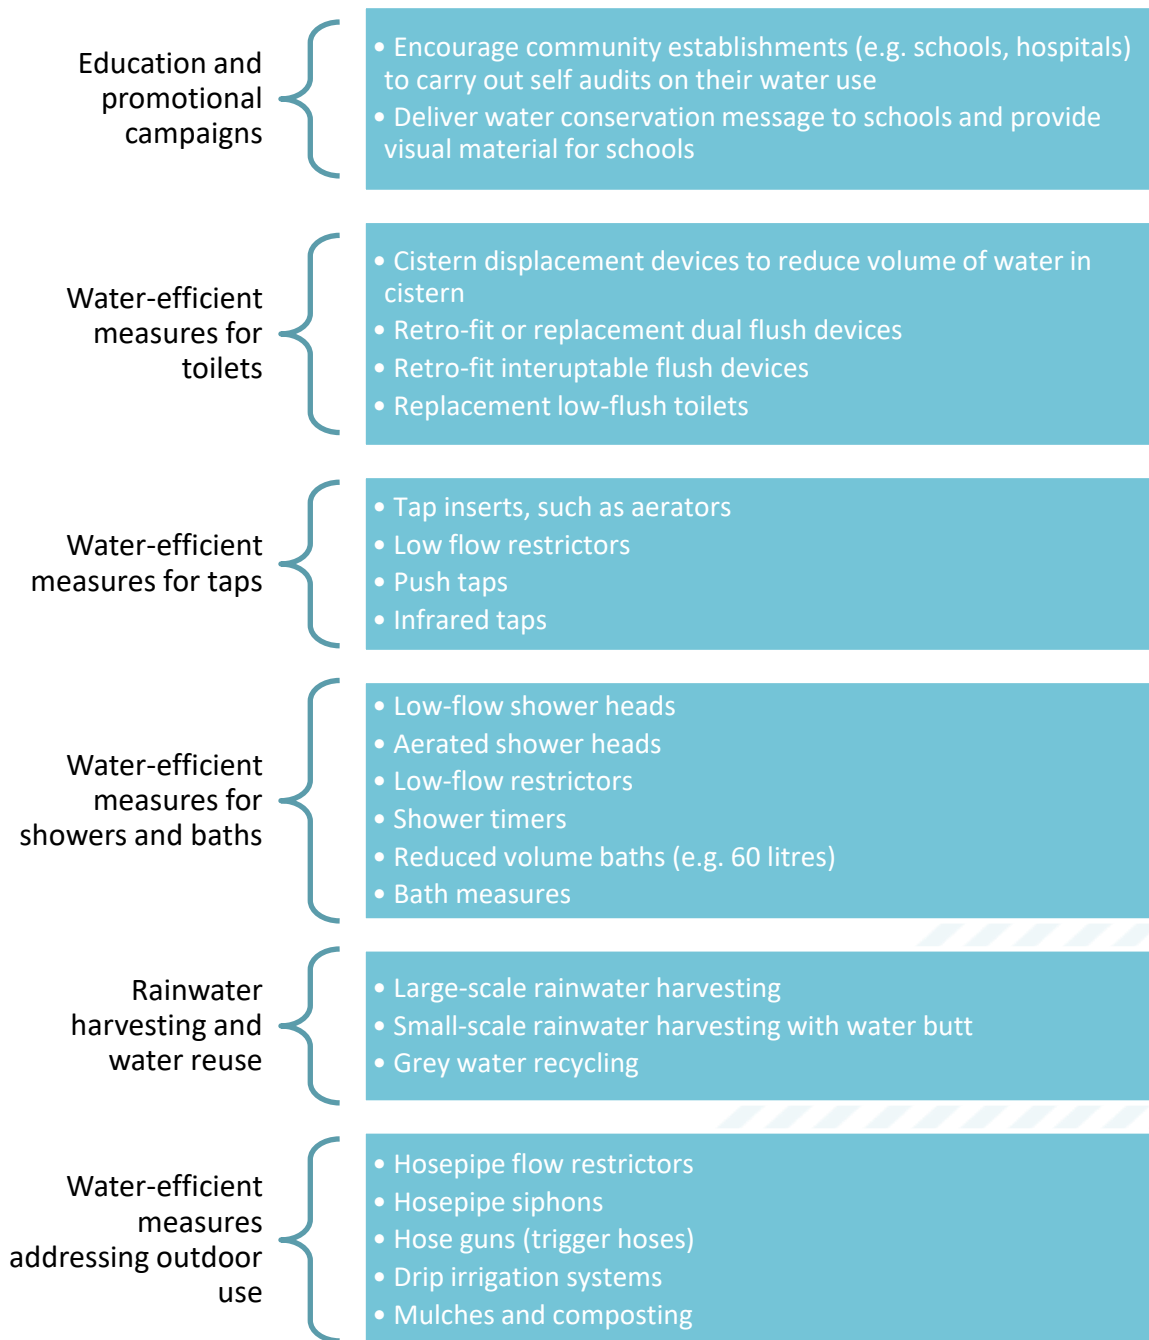 Education and
promotional
campaigns
• Encourage community establishments (e.g. schools, hospitals)
to carry out self audits on their water use
• Deliver water conservation message to schools and provide
visual material for schools
Water-efficient
measures for
toilets
• Cistern displacement devices to reduce volume of water in
cistern
• Retro-fit or replacement dual flush devices
• Retro-fit interuptable flush devices
• Replacement low-flush toilets
Water-efficient
measures for taps
• Tap inserts, such as aerators
• Low flow restrictors
• Push taps
• Infrared taps
Water-efficient
measures for
showers and baths
• Low-flow shower heads
• Aerated shower heads
• Low-flow restrictors
• Shower timers
• Reduced volume baths (e.g. 60 litres)
• Bath measures
Rainwater
harvesting and
water reuse
• Large-scale rainwater harvesting
• Small-scale rainwater harvesting with water butt
• Grey water recycling
Water-efficient
measures
addressing outdoor
use
• Hosepipe flow restrictors
• Hosepipe siphons
• Hose guns (trigger hoses)
• Drip irrigation systems
• Mulches and composting